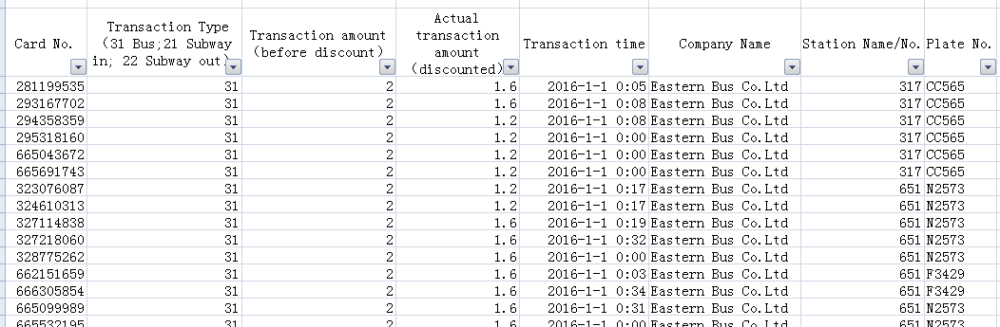 Card No. Transaction Type (31 Bus;21 Subway in; 22 Subway out) Transaction amount (before discount) Actual transaction amount (discounted) Transaction time Company Name Station Name/No. Plate No.
281199535 31 2 1.6 2016-1-1 0:05 Eastern Bus Co.Ltd 317 CC565
293167702 31 2 1.6 2016-1-1 0:08 Eastern Bus Co.Ltd 317 CC565
294358359 31 2 1.2 2016-1-1 0:08 Eastern Bus Co.Ltd 317 CC565
295318160 31 2 1.2 2016-1-1 0:00 Eastern Bus Co.Ltd 317 CC565
665043672 31 2 1.2 2016-1-1 0:00 Eastern Bus Co.Ltd 317 CC565
665691743 31 2 1.2 2016-1-1 0:00 Eastern Bus Co.Ltd 317 CC565
323076087 31 2 1.2 2016-1-1 0:17 Eastern Bus Co.Ltd 651 N2573
324610313 31 2 1.2 2016-1-1 0:17 Eastern Bus Co.Ltd 651 N2573
327114838 31 2 1.6 2016-1-1 0:19 Eastern Bus Co.Ltd 651 N2573
327218060 31 2 1.6 2016-1-1 0:32 Eastern Bus Co.Ltd 651 N2573
328775262 31 2 1.6 2016-1-1 0:00 Eastern Bus Co.Ltd 651 N2573
662151659 31 2 1.6 2016-1-1 0:03 Eastern Bus Co.Ltd 651 F3429
666305854 31 2 1.6 2016-1-1 0:34 Eastern Bus Co.Ltd 651 F3429
665099989 31 2 1.6 2016-1-1 0:31 Eastern Bus Co.Ltd 651 N2573
665532195 31 2 1.6 2016-1-1 0:00 Eastern Bus Co.Ltd 651 N2573